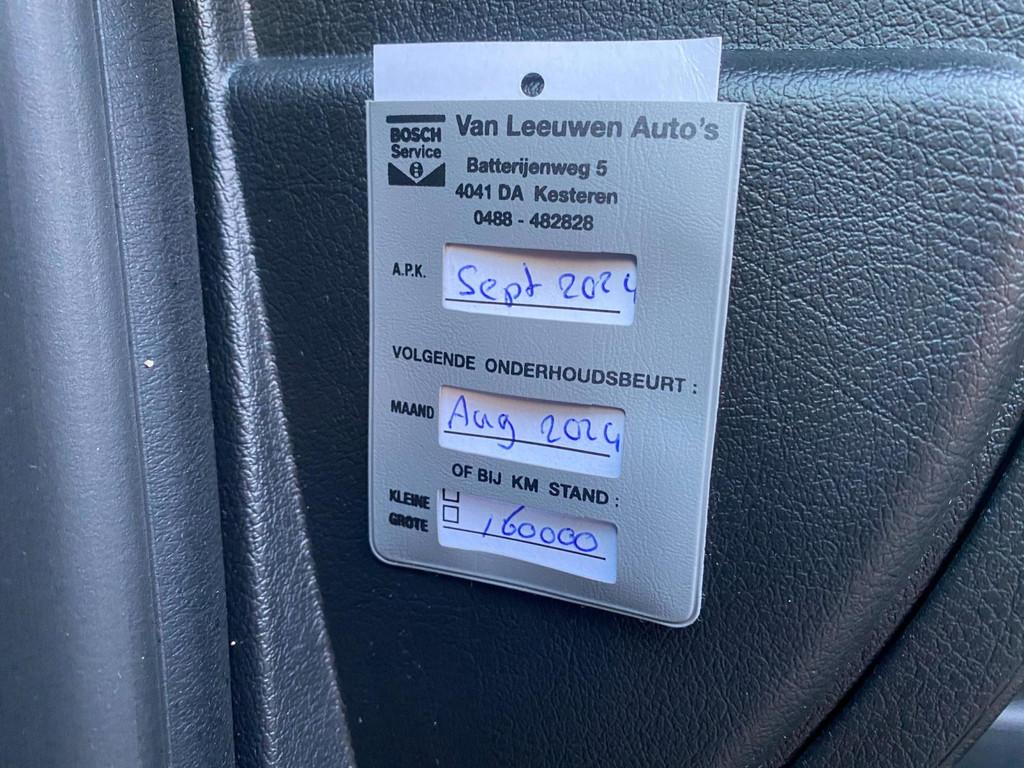 BOSCH
Service
Van Leeuwen Auto's
Batterijenweg 5
4041 DA Kesteren
0488 - 482828
A.P.K.
Sept 2024
VOLGENDE ONDERHOUDSBEURT :
MAAND
Aug 2024
OF BIJ KM STAND :
KLEINE
GROTE
160000